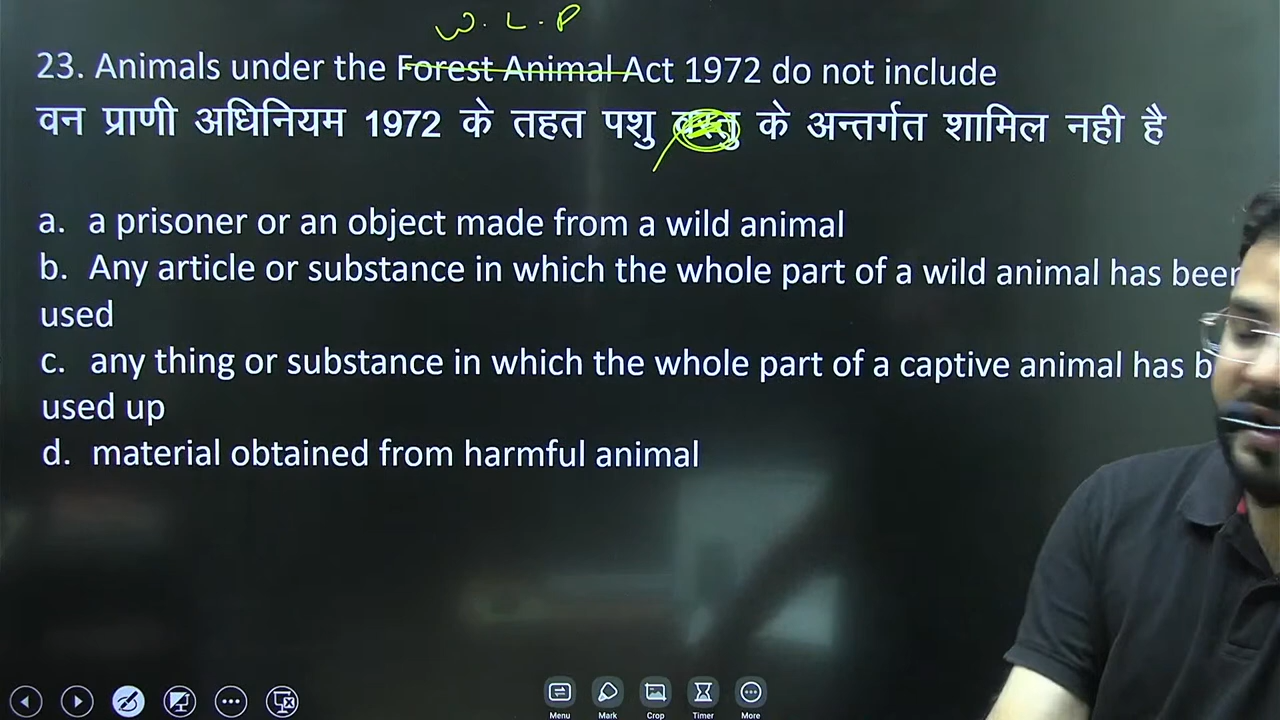 W.L.P
23. Animals under the Forest Animal Act 1972 do not include
वन प्राणी अधिनियम 1972 के तहत पशु वस्तु के अन्तर्गत शामिल नही है
a. a prisoner or an object made from a wild animal
b. Any article or substance in which the whole part of a wild animal has been
used
c. any thing or substance in which the whole part of a captive animal has b
used up
d. material obtained from harmful animal
Menu Mark Crop Timer More